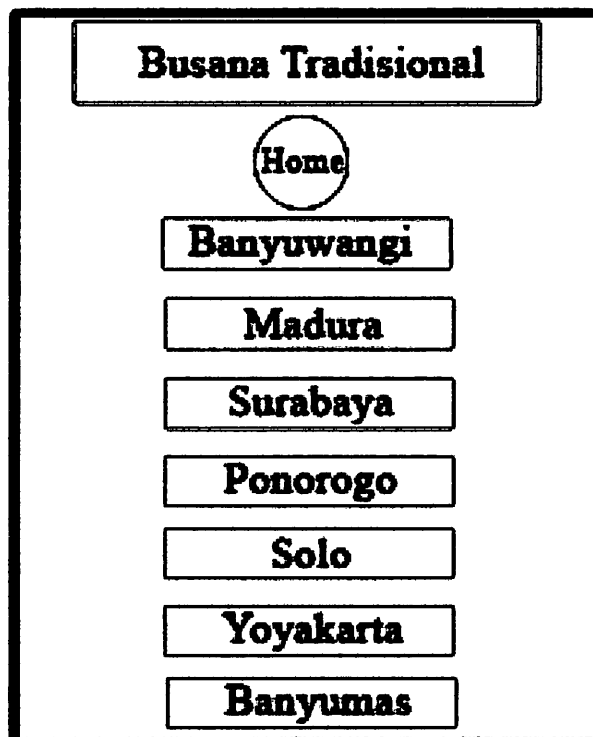 Busana Tradisional
Home
Banyuwangi
Madura
Surabaya
Ponorogo
Solo
Yoyakarta
Banyumas